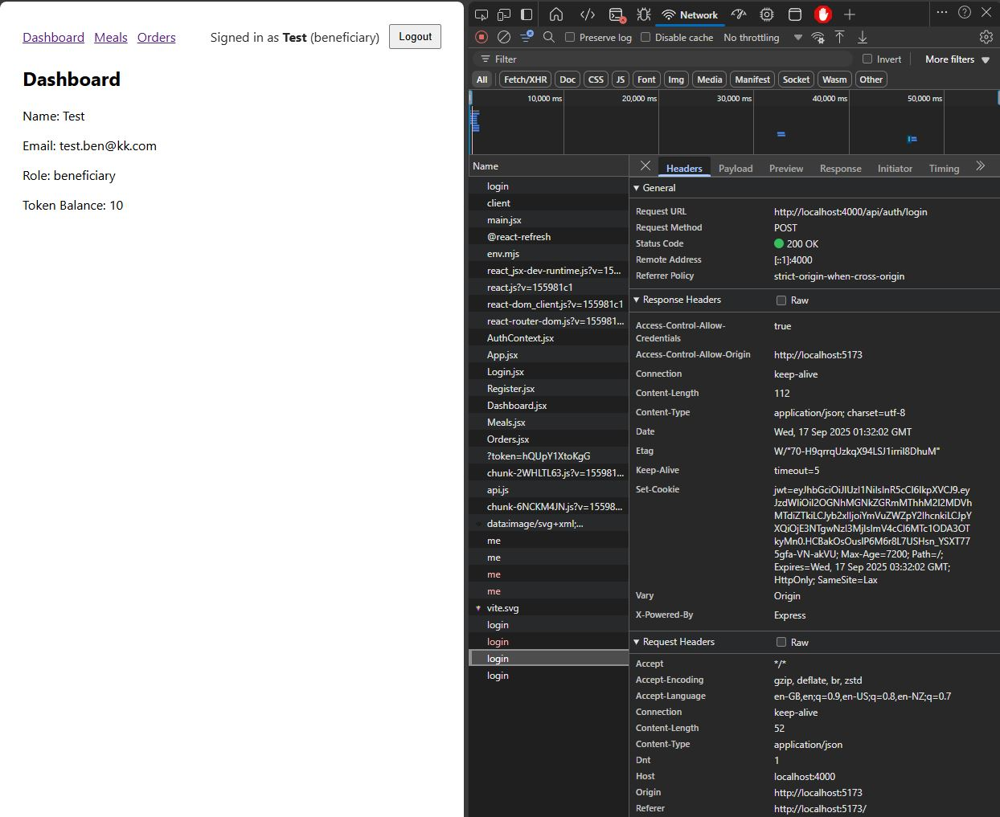 Dashboard Meals Orders Signed in as Test (beneficiary) Logout
Dashboard
Name: Test
Email: test.ben@kk.com
Role: beneficiary
Token Balance: 10
Network
Preserve log Disable cache No throttling
Filter Invert More filters
All Fetch/XHR Doc CSS JS Font Img Media Manifest Socket Wasm Other
10,000 ms 20,000 ms 30,000 ms 40,000 ms 50,000 ms
Name
login
client
main.jsx
@react-refresh
env.mjs
react_jsx-dev-runtime.js?v=15...
react.js?v=155981c1
react-dom_client.js?v=155981c1
react-router-dom.js?v=155981...
AuthContext.jsx
App.jsx
Login.jsx
Register.jsx
Dashboard.jsx
Meals.jsx
Orders.jsx
?token=hQUpY1XtoKgG
chunk-2WHLTL63.js?v=155981...
api.js
chunk-6NCKM4JN.js?v=15598...
data:image/svg+xml;...
me
me
me
me
vite.svg
login
login
login
login
Headers Payload Preview Response Initiator Timing
General
Request URL http://localhost:4000/api/auth/login
Request Method POST
Status Code 200 OK
Remote Address [::1]:4000
Referrer Policy strict-origin-when-cross-origin
Response Headers Raw
Access-Control-Allow-Credentials true
Access-Control-Allow-Origin http://localhost:5173
Connection keep-alive
Content-Length 112
Content-Type application/json; charset=utf-8
Date Wed, 17 Sep 2025 01:32:02 GMT
Etag W/"70-H9qrrqUzkqX94LSJ1irriI8DhuM"
Keep-Alive timeout=5
Set-Cookie
Max-Age=7200; Path=/;
Expires=Wed, 17 Sep 2025 03:32:02 GMT;
HttpOnly; SameSite=Lax
Vary Origin
X-Powered-By Express
Request Headers Raw
Accept */*
Accept-Encoding gzip, deflate, br, zstd
Accept-Language en-GB,en;q=0.9,en-US;q=0.8,en-NZ;q=0.7
Connection keep-alive
Content-Length 52
Content-Type application/json
Dnt 1
Host localhost:4000
Origin http://localhost:5173
Referer http://localhost:5173/